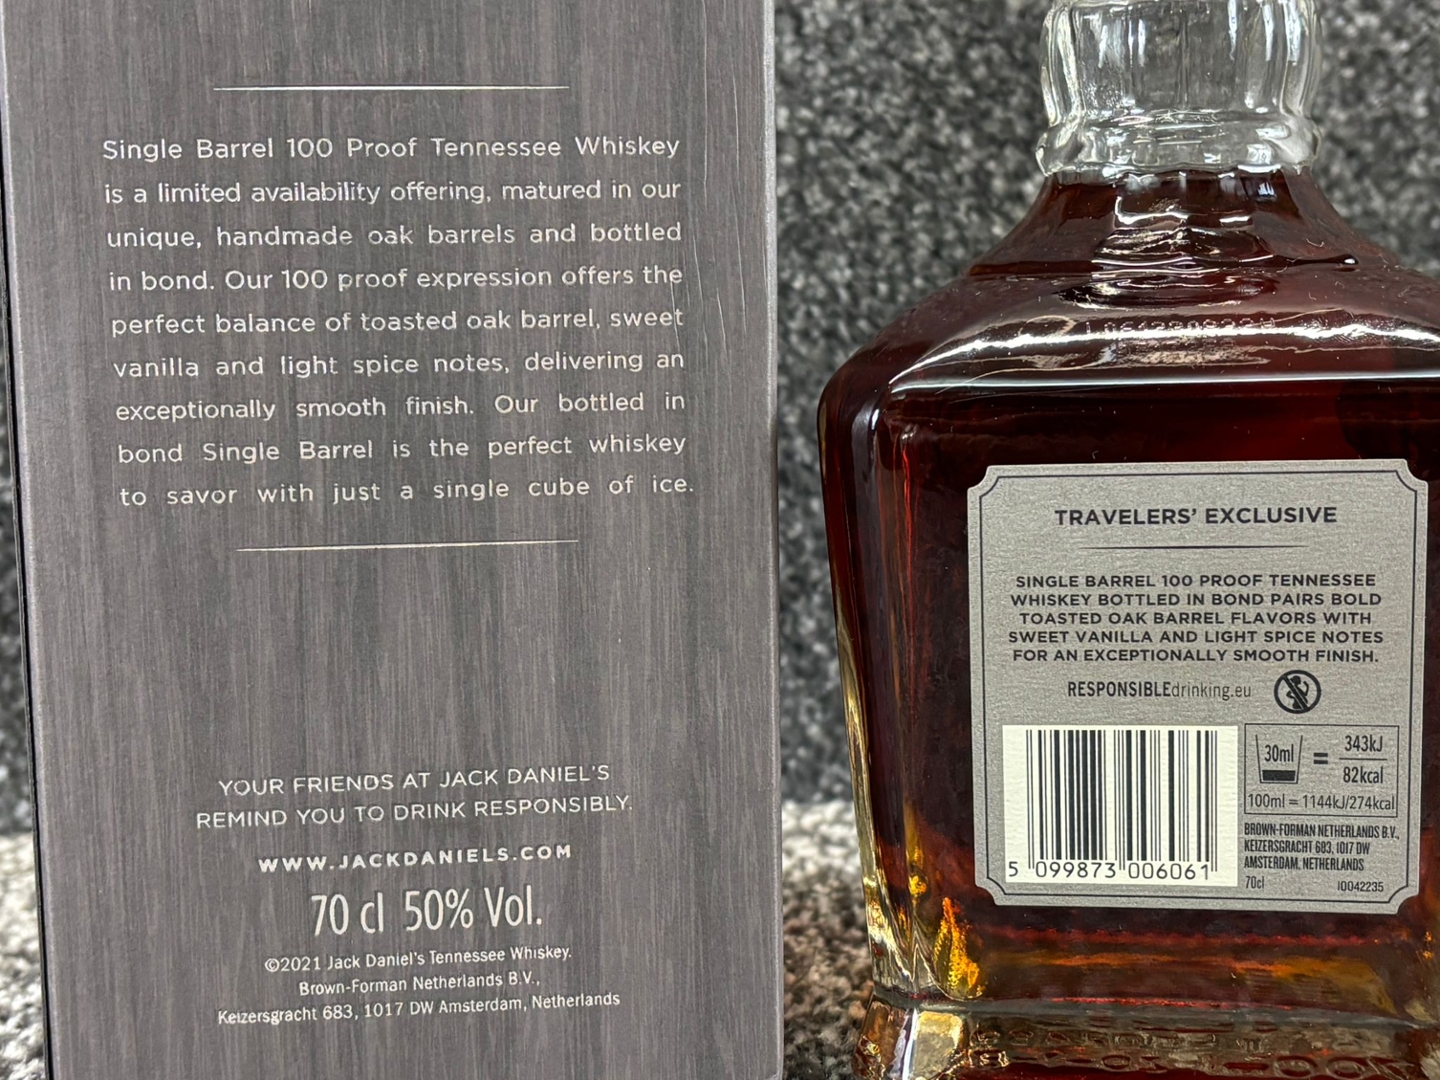 Single Barrel 100 Proof Tennessee Whiskey
is a limited availability offering, matured in our
unique, handmade oak barrels and bottled
in bond. Our 100 proof expression offers the
perfect balance of toasted oak barrel, sweet
vanilla and light spice notes, delivering an
exceptionally smooth finish. Our bottled in
bond Single Barrel is the perfect whiskey
to savor with just a single cube of ice.
YOUR FRIENDS AT JACK DANIEL'S
REMIND YOU TO DRINK RESPONSIBLY.
WWW.JACKDANIELS.COM
70 cl 50% Vol.
©2021 Jack Daniel's Tennessee Whiskey.
Brown-Forman Netherlands B.V.,
Keizersgracht 683, 1017 DW Amsterdam, Netherlands
TRAVELERS' EXCLUSIVE
SINGLE BARREL 100 PROOF TENNESSEE
WHISKEY BOTTLED IN BOND PAIRS BOLD
TOASTED OAK BARREL FLAVORS WITH
SWEET VANILLA AND LIGHT SPICE NOTES
FOR AN EXCEPTIONALLY SMOOTH FINISH.
RESPONSIBLEdrinking.eu
30ml = 343kJ
82kcal
100ml = 1144kJ/274kcal
BROWN-FORMAN NETHERLANDS B.V.,
KEIZERSGRACHT 683, 1017 DW
AMSTERDAM, NETHERLANDS
70cl 10042235
5 099873 006061